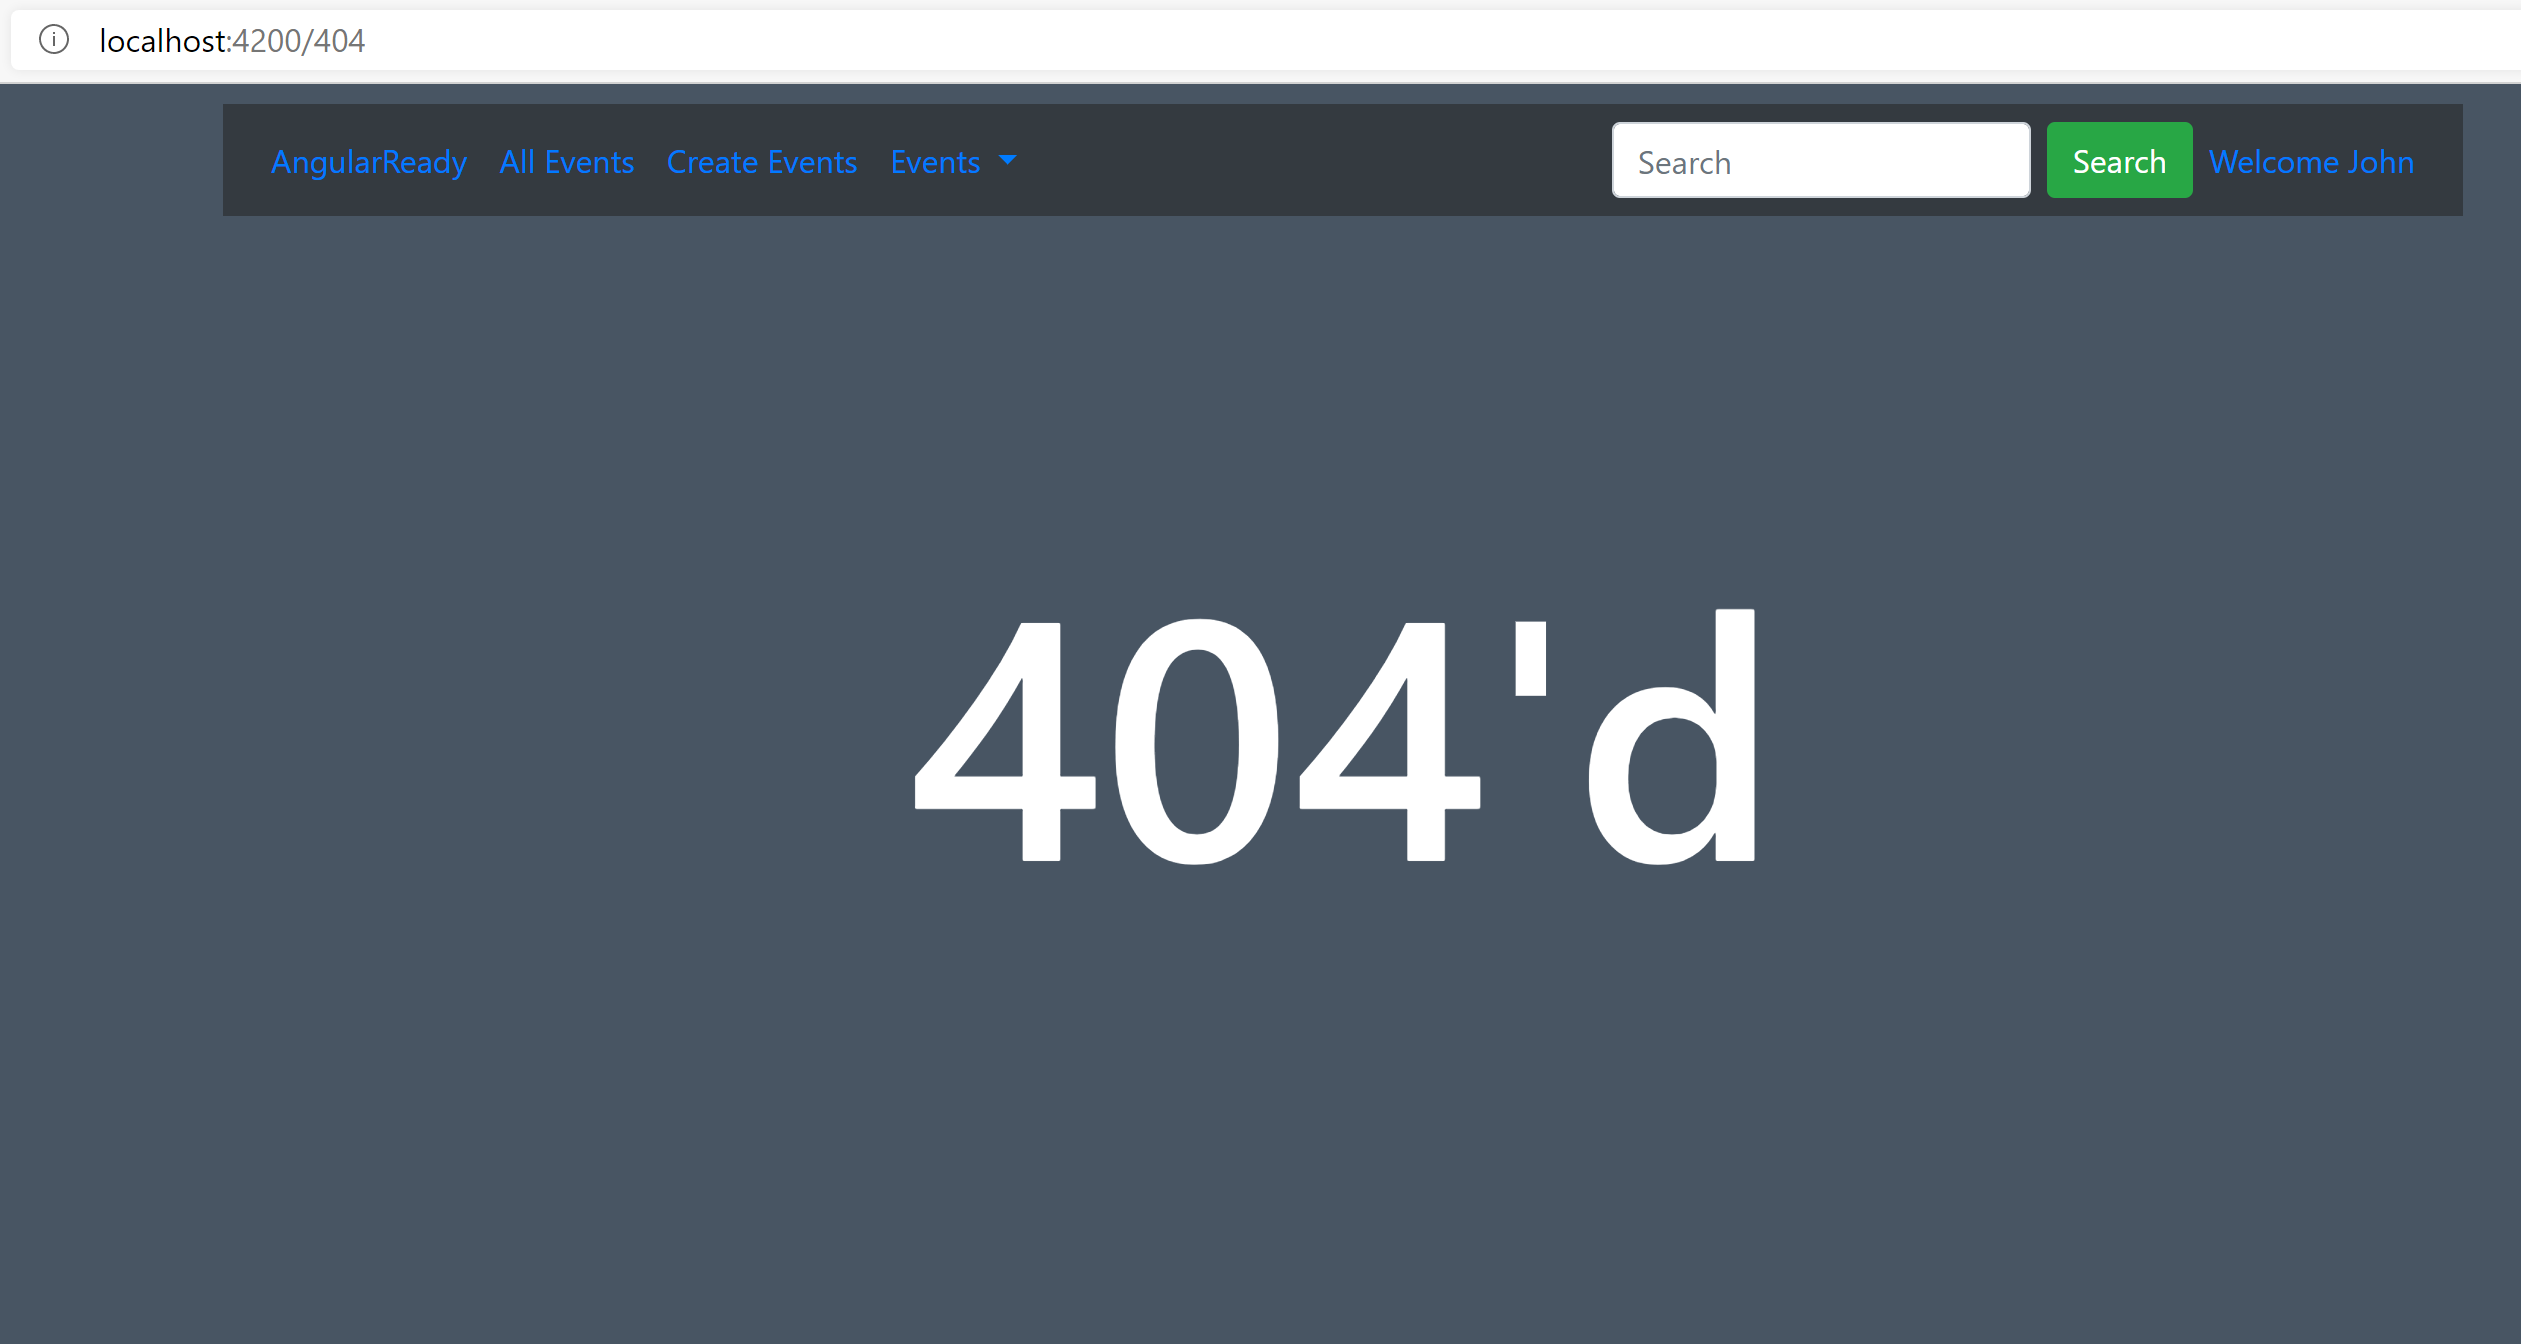 localhost:4200/404
AngularReady All Events Create Events Events Search Search Welcome John
404'd